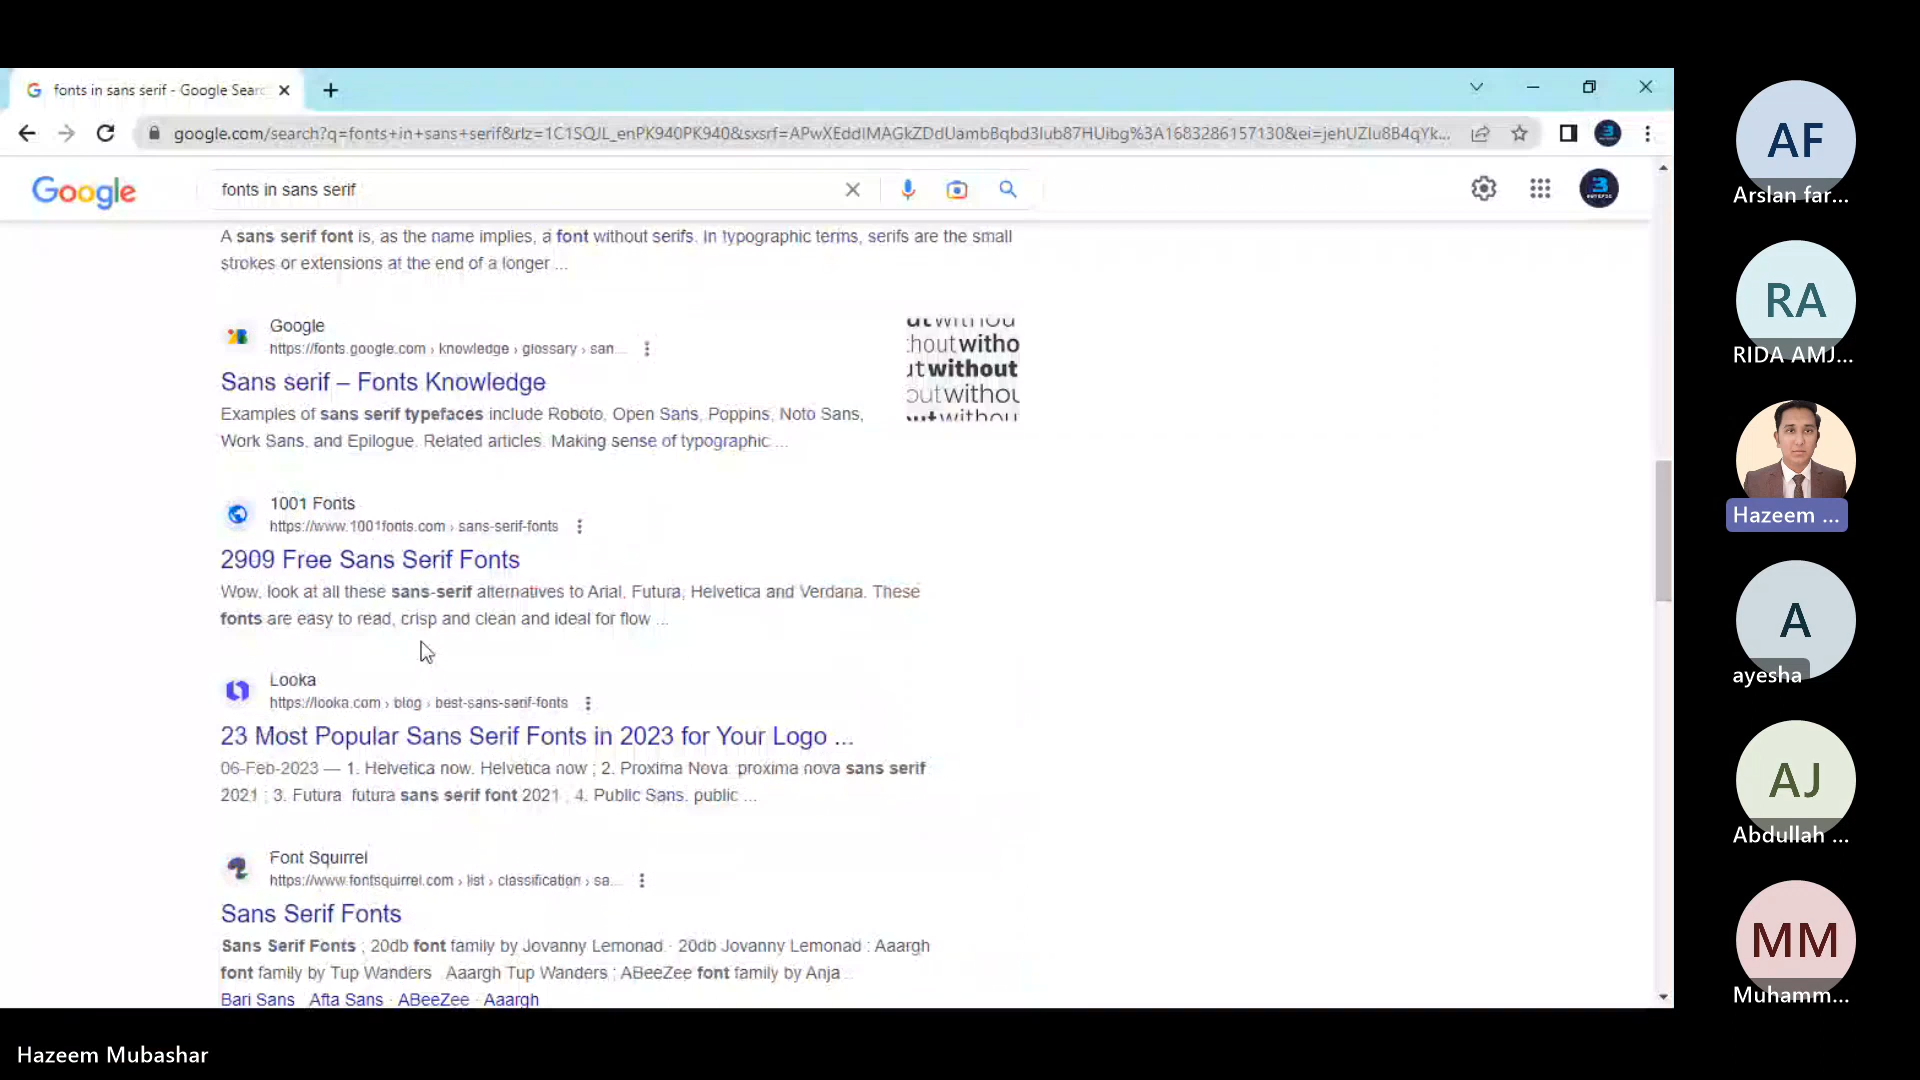 fonts in sans serif - Google Searc
google.com/search?q=fonts+in+sans+serif&rlz=1C1SQJL_enPK940PK940&sxsrf=APwXEddIMAGkZDdUambBqbd3Iub87HUibg%3A1683286157130&ei=jehUZIu8B4qYk...
Google
fonts in sans serif
A sans serif font is, as the name implies, a font without serifs. In typographic terms, serifs are the small
strokes or extensions at the end of a longer ...
Google
https://fonts.google.com › knowledge › glossary › san...
Sans serif – Fonts Knowledge
Examples of sans serif typefaces include Roboto, Open Sans, Poppins, Noto Sans,
Work Sans, and Epilogue. Related articles. Making sense of typographic ...
hout witho
ut without
out withou
1001 Fonts
https://www.1001fonts.com › sans-serif-fonts
2909 Free Sans Serif Fonts
Wow, look at all these sans-serif alternatives to Arial, Futura, Helvetica and Verdana. These
fonts are easy to read, crisp and clean and ideal for flow ...
Looka
https://looka.com › blog › best-sans-serif-fonts
23 Most Popular Sans Serif Fonts in 2023 for Your Logo ...
06-Feb-2023 — 1. Helvetica now. Helvetica now ; 2. Proxima Nova. proxima nova sans serif
2021 ; 3. Futura. futura sans serif font 2021 ; 4. Public Sans. public ...
Font Squirrel
https://www.fontsquirrel.com › list › classification › sa...
Sans Serif Fonts
Sans Serif Fonts ; 20db font family by Jovanny Lemonad · 20db Jovanny Lemonad ; Aaargh
font family by Tup Wanders · Aaargh Tup Wanders ; ABeeZee font family by Anja
Bari Sans · Afta Sans · ABeeZee · Aaargh
AF
Arslan far...
RA
RIDA AMJ...
Hazeem ...
A
ayesha
AJ
Abdullah ...
MM
Muhamm...
Hazeem Mubashar